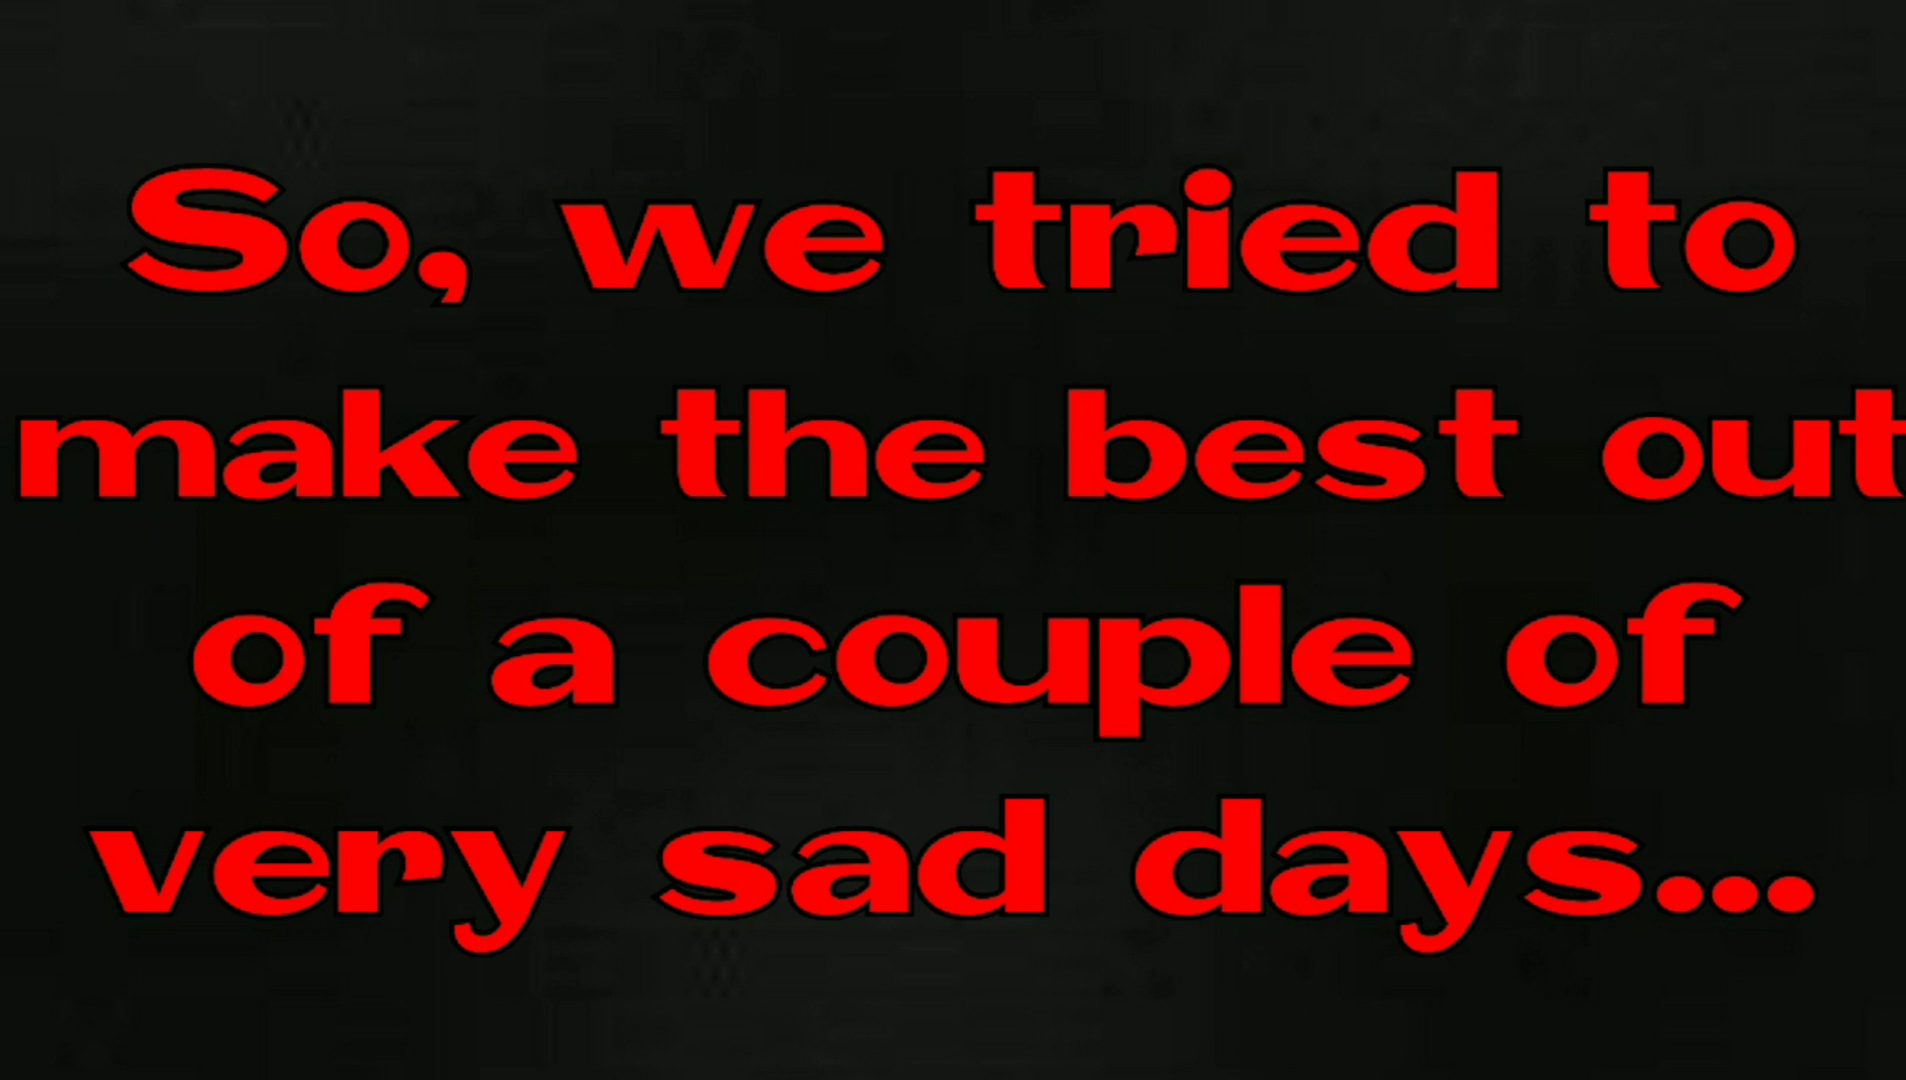 So, we tried to
make the best out
of a couple of
very sad days...